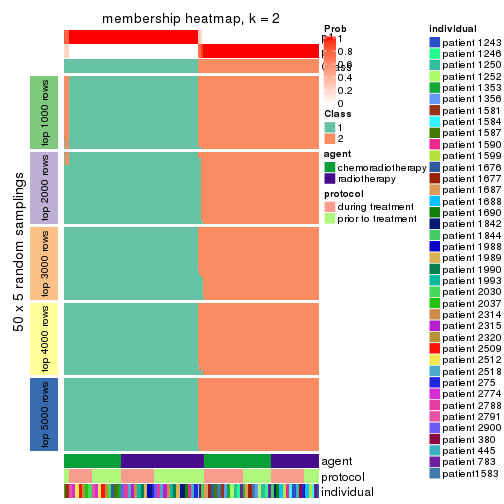 membership heatmap, k = 2
50 x 5 random samplings
top 1000 rows
top 2000 rows
top 3000 rows
top 4000 rows
top 5000 rows
agent
protocol
individual
Prob
1
0.8
0.6
0.4
0.2
0
Class
1
2
agent
chemoradiotherapy
radiotherapy
protocol
during treatment
prior to treatment
individual
patient 1243
patient 1246
patient 1250
patient 1252
patient 1353
patient 1356
patient 1581
patient 1584
patient 1587
patient 1590
patient 1599
patient 1676
patient 1677
patient 1687
patient 1688
patient 1690
patient 1842
patient 1844
patient 1988
patient 1989
patient 1990
patient 1993
patient 2030
patient 2037
patient 2314
patient 2315
patient 2320
patient 2509
patient 2512
patient 2518
patient 275
patient 2774
patient 2788
patient 2791
patient 2900
patient 380
patient 445
patient 783
patient1583